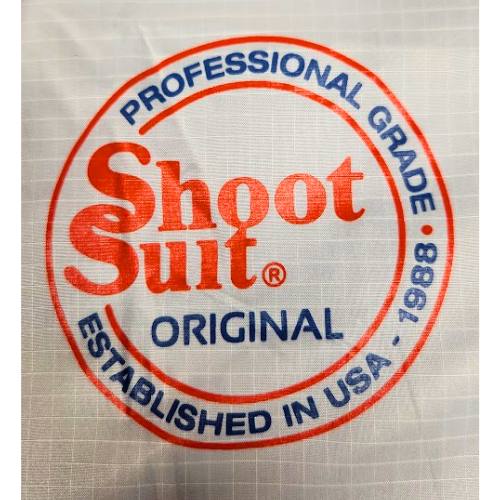 PROFESSIONAL GRADE •
Shoot
Suit®
ORIGINAL
ESTABLISHED IN USA - 1988